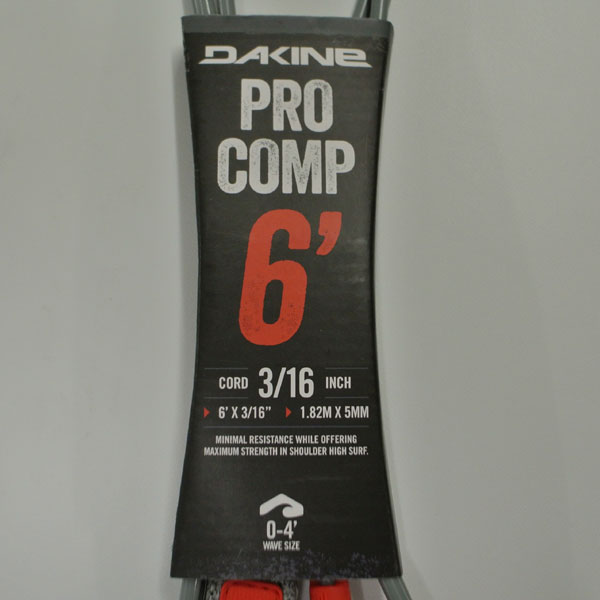 DAKINE
PRO
COMP
6'
CORD 3/16 INCH
6' X 3/16" 1.82M X 5MM
MINIMAL RESISTANCE WHILE OFFERING
MAXIMUM STRENGTH IN SHOULDER HIGH SURF.
0-4'
WAVE SIZE